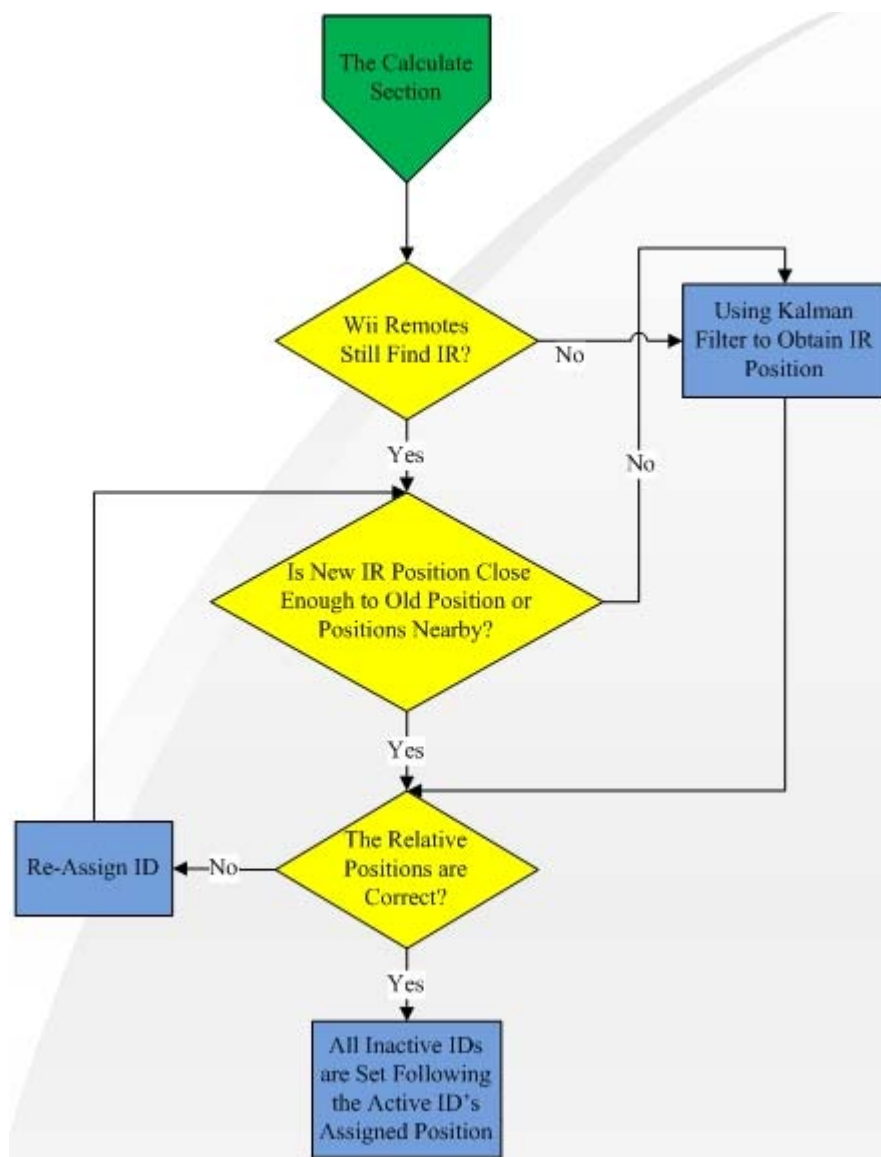 The Calculate
Section
Wii Remotes
Still Find IR?
No
Using Kalman
Filter to Obtain IR
Position
Yes
No
Is New IR Position Close
Enough to Old Position or
Positions Nearby?
Yes
The Relative
Positions are
Correct?
No
Re-Assign ID
Yes
All Inactive IDs
are Set Following
the Active ID's
Assigned Position